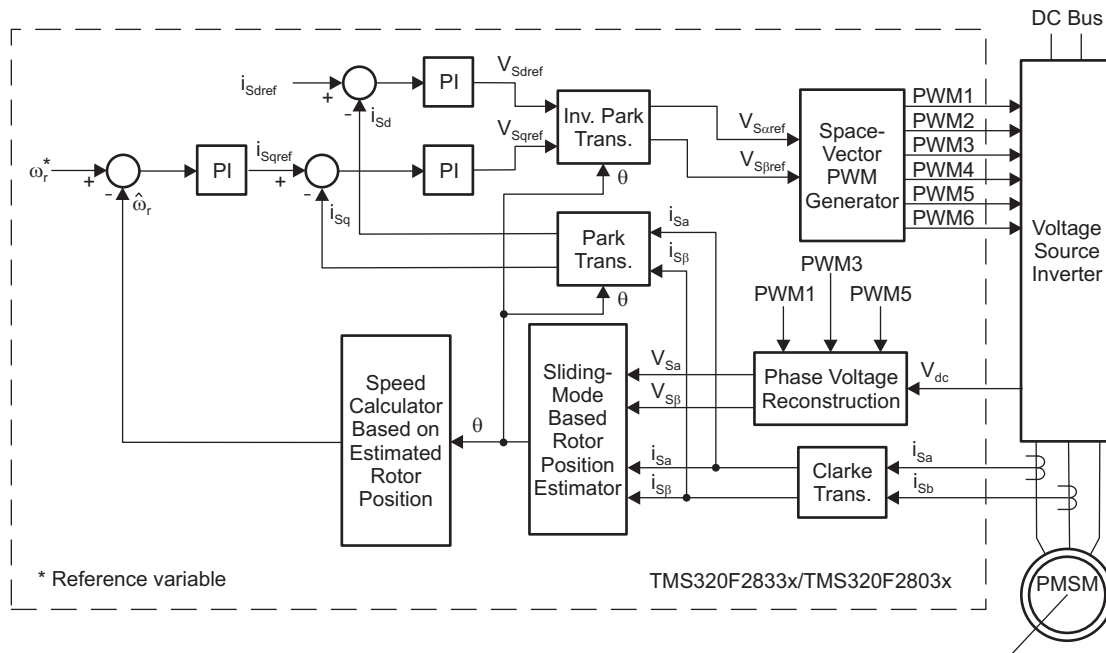 DC Bus
i_Sdref
+
-
i_Sd
PI
V_Sdref
V_Sqref
Inv. Park
Trans.
θ
V_Sαref
V_Sβref
Space-
Vector
PWM
Generator
PWM1
PWM2
PWM3
PWM4
PWM5
PWM6
Voltage
Source
Inverter
ω_r^*
+
-
ω̂_r
PI
i_Sqref
+
-
i_Sq
PI
Park
Trans.
θ
i_Sa
i_Sβ
PWM3
PWM1
PWM5
Phase Voltage
Reconstruction
V_dc
V_Sa
V_Sβ
Speed
Calculator
Based on
Estimated
Rotor
Position
θ
Sliding-
Mode
Based
Rotor
Position
Estimator
i_Sa
i_Sβ
Clarke
Trans.
i_Sa
i_Sb
* Reference variable
TMS320F2833x/TMS320F2803x
PMSM